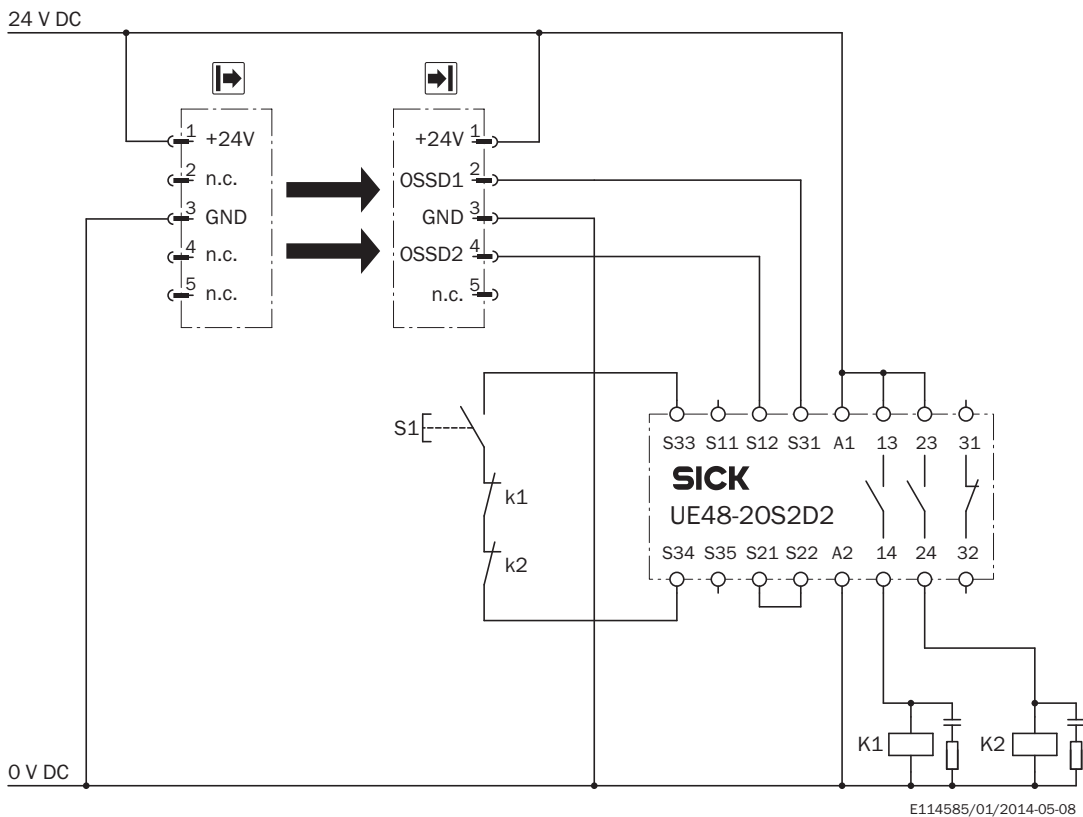 24 V DC
1 +24V
2 n.c.
3 GND
4 n.c.
5 n.c.
+24V 1
OSSD1 2
GND 3
OSSD2 4
n.c. 5
S1
k1
k2
S33 S11 S12 S31 A1 13 23 31
SICK
UE48-2OS2D2
S34 S35 S21 S22 A2 14 24 32
K1
K2
0 V DC
E114585/01/2014-05-08